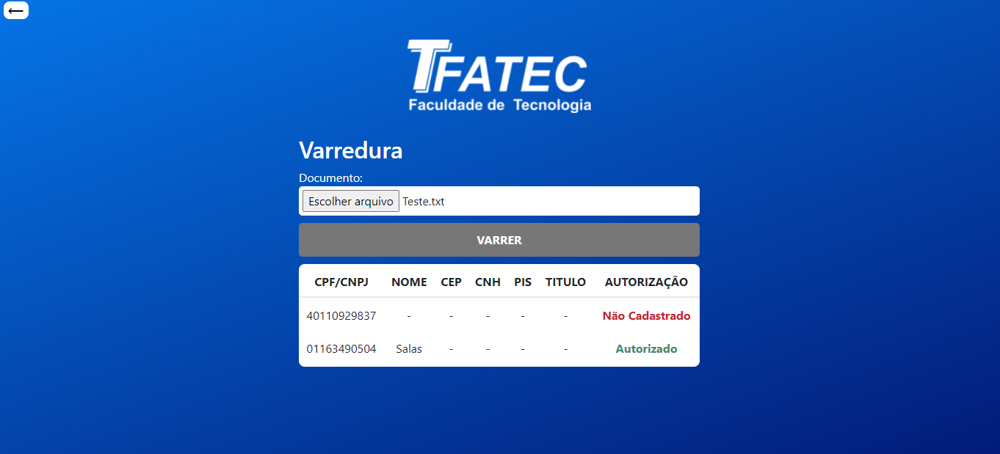 FATEC
Faculdade de Tecnologia
Varredura
Documento:
Escolher arquivo Teste.txt
VARRER
CPF/CNPJ NOME CEP CNH PIS TITULO AUTORIZAÇÃO
40110929837 - - - - - Não Cadastrado
01163490504 Salas - - - - Autorizado